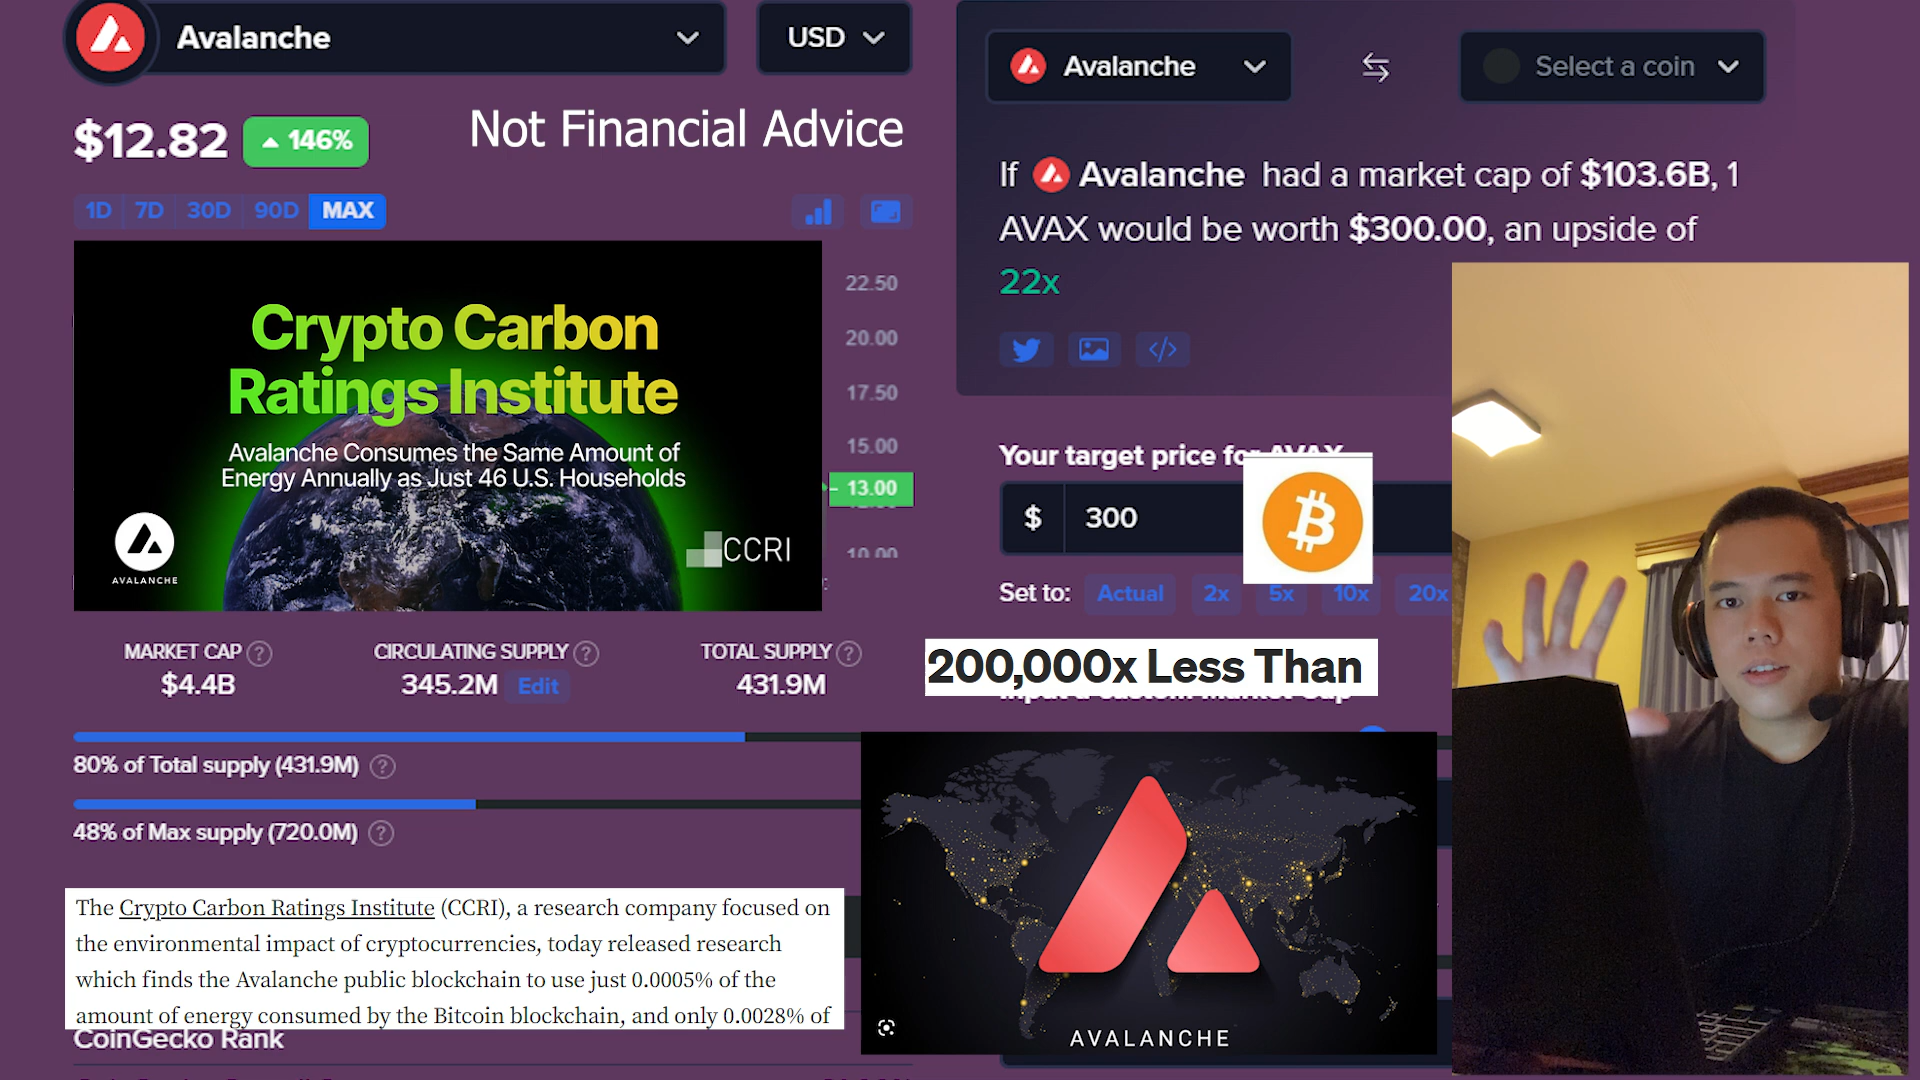 Avalanche
USD
$12.82
146%
Not Financial Advice
1D 7D 30D 90D MAX
Crypto Carbon
Ratings Institute
Avalanche Consumes the Same Amount of
Energy Annually as Just 46 U.S. Households
AVALANCHE
CCRI
22.50
20.00
17.50
15.00
13.00
10.00
MARKET CAP ?
$4.4B
CIRCULATING SUPPLY ?
345.2M Edit
TOTAL SUPPLY ?
431.9M
80% of Total supply (431.9M) ?
48% of Max supply (720.0M) ?
The Crypto Carbon Ratings Institute (CCRI), a research company focused on
the environmental impact of cryptocurrencies, today released research
which finds the Avalanche public blockchain to use just 0.0005% of the
amount of energy consumed by the Bitcoin blockchain, and only 0.0028% of
CoinGecko Rank
Avalanche
Select a coin
If Avalanche had a market cap of $103.6B, 1
AVAX would be worth $300.00, an upside of
22x
</>
Your target price for AVAX
$ 300
Set to: Actual 2x 5x 10x 20x
200,000x Less Than
AVALANCHE